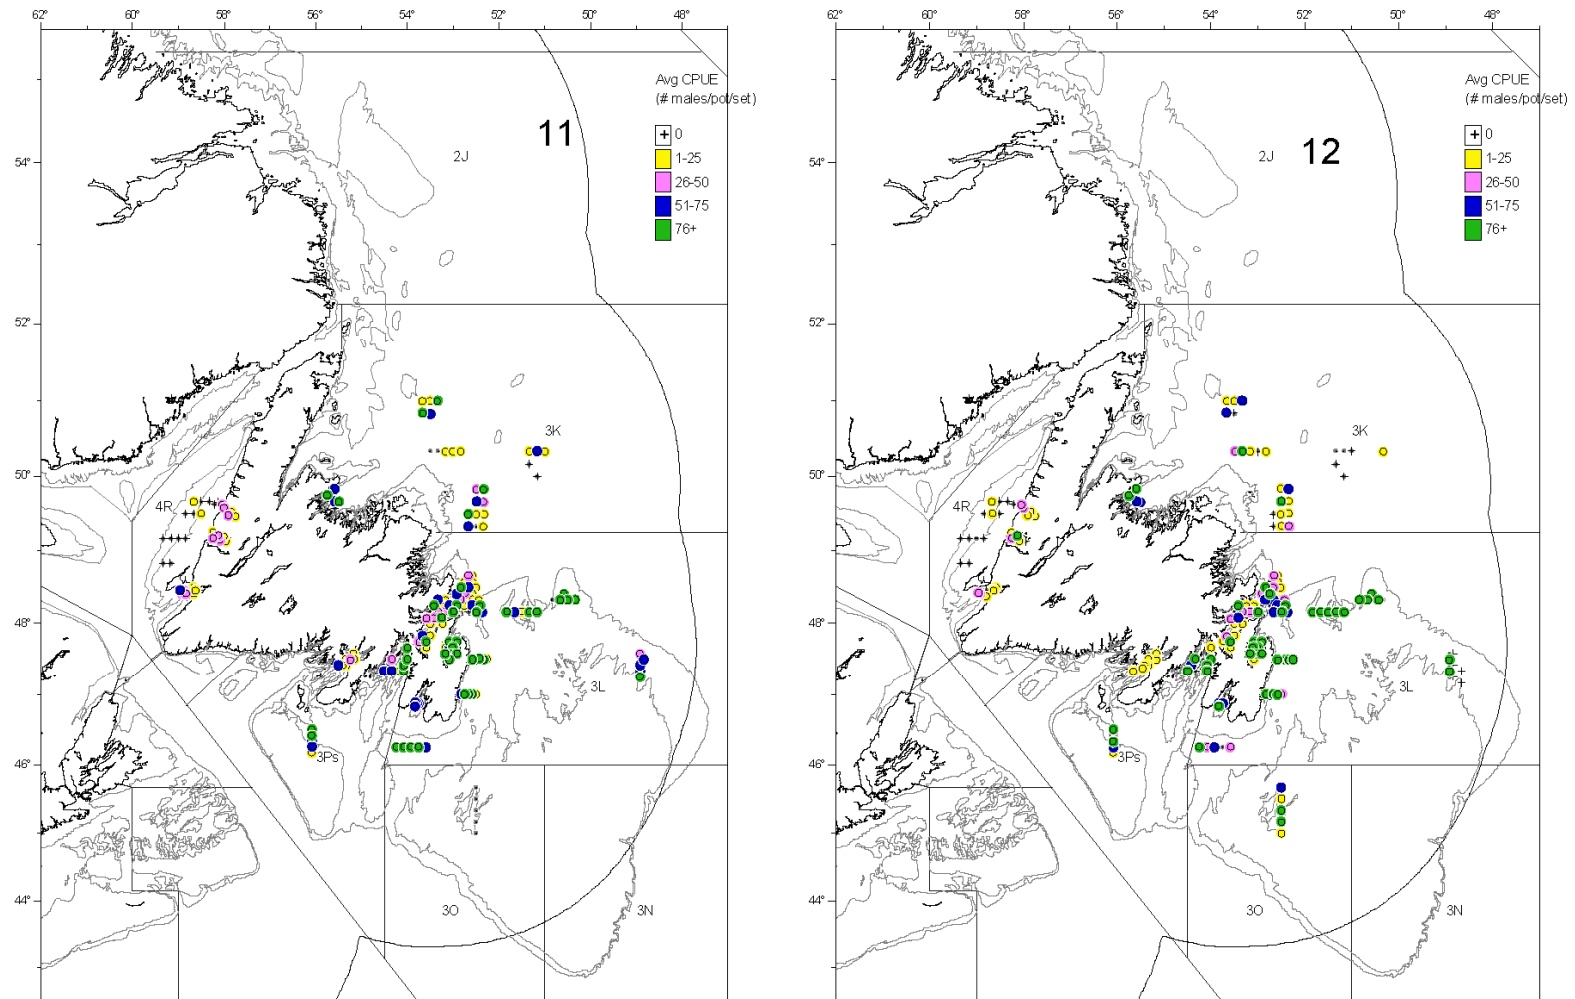 62° 60° 58° 56° 54° 52° 50° 48°
Avg CPUE
(# males/pot/set)
0
1-25
26-50
51-75
76+
11
2J
54°
52°
3K
50°
4R
48°
3L
46°
3Ps
44°
3O
3N
62° 60° 58° 56° 54° 52° 50° 48°
Avg CPUE
(# males/pot/set)
0
1-25
26-50
51-75
76+
12
2J
54°
52°
3K
50°
4R
48°
3L
46°
3Ps
44°
3O
3N